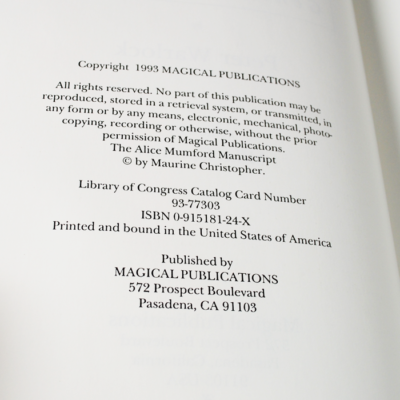 Copyright 1993 MAGICAL PUBLICATIONS
All rights reserved. No part of this publication may be
reproduced, stored in a retrieval system, or transmitted, in
any form or by any means, electronic, mechanical, photo-
copying, recording or otherwise, without the prior
permission of Magical Publications.
The Alice Mumford Manuscript
© by Maurine Christopher.
Library of Congress Catalog Card Number
93-77303
ISBN 0-915181-24-X
Printed and bound in the United States of America
Published by
MAGICAL PUBLICATIONS
572 Prospect Boulevard
Pasadena, CA 91103